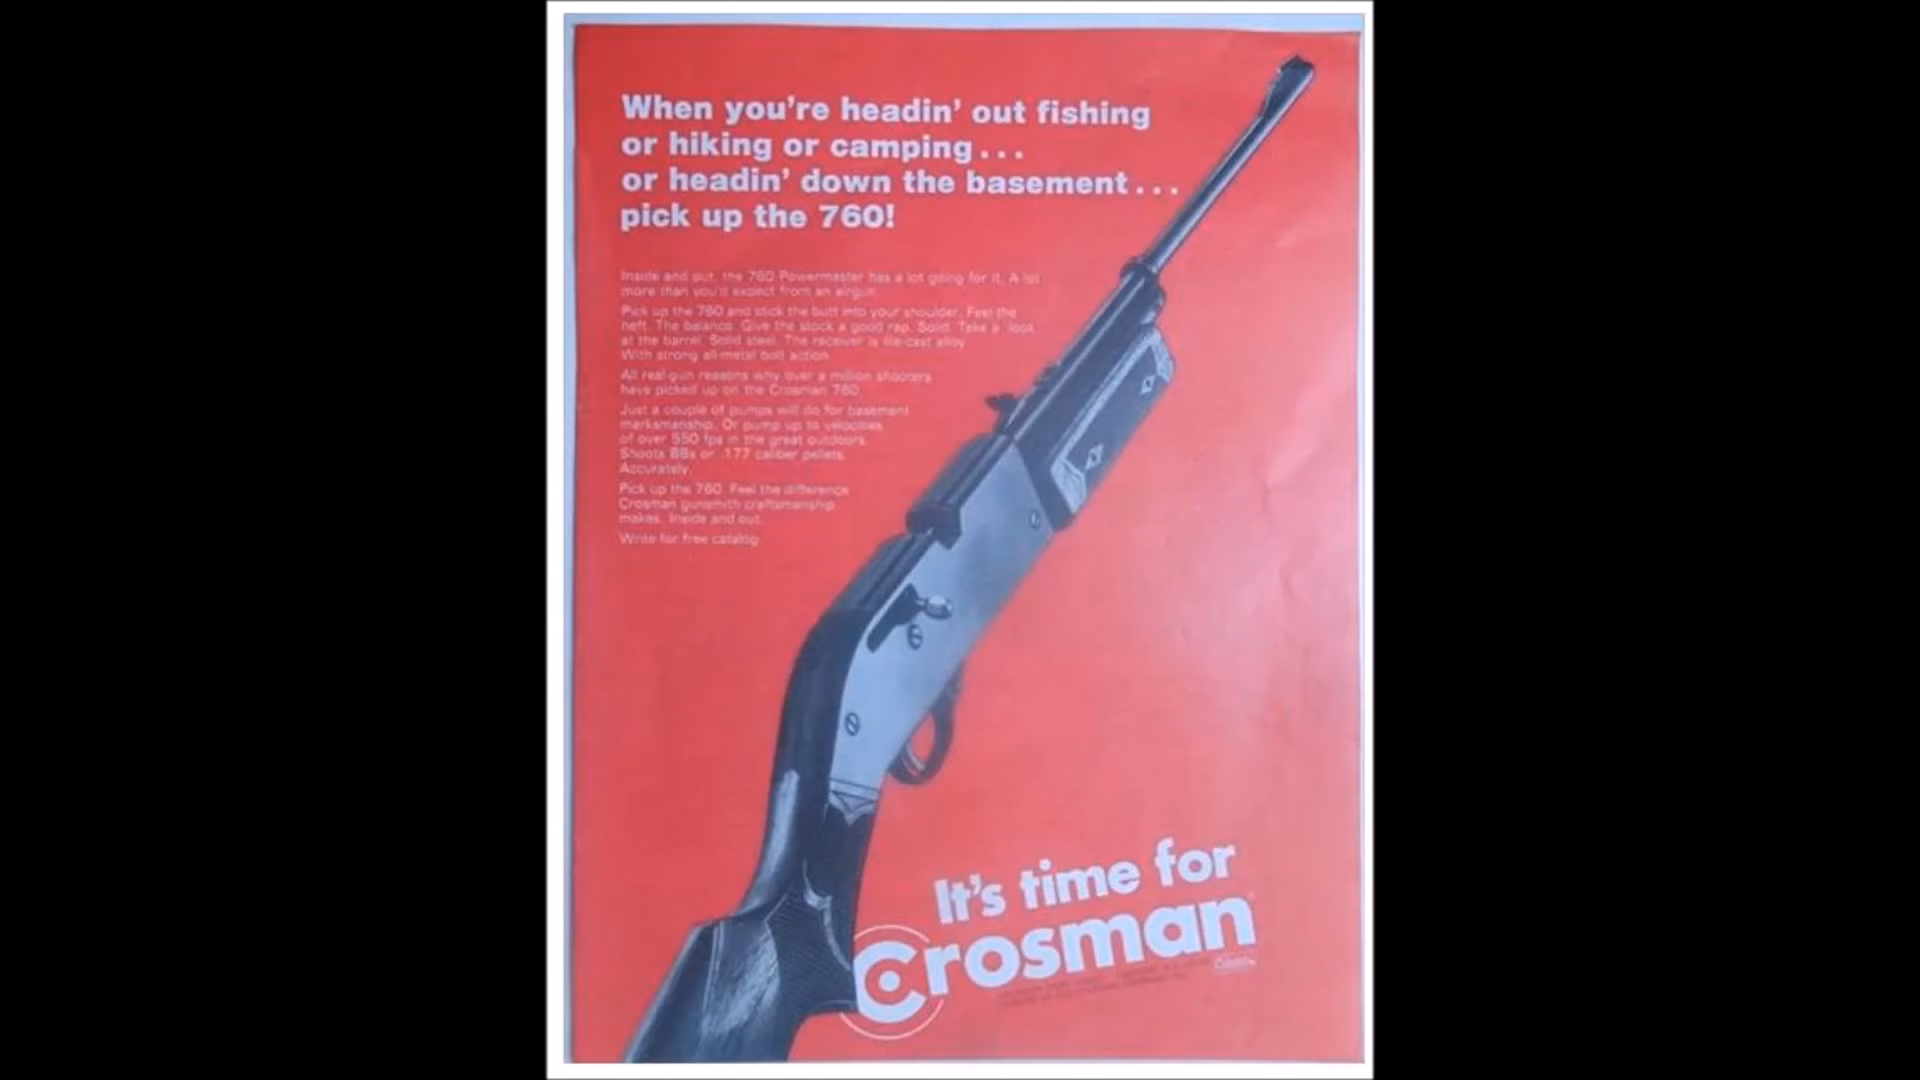 When you're headin' out fishing
or hiking or camping...
or headin' down the basement...
pick up the 760!
Inside and out, the 760 Powermaster has a lot going for it. A lot
more than you'd expect from an airgun.
Pick up the 760 and stick the butt into your shoulder. Feel the
heft. The balance. Give the stock a good rap. Solid. Take a look
at the barrel. Solid steel. The receiver is die-cast alloy.
With strong all-metal bolt action.
All real-gun reasons why over a million shooters
have picked up on the Crosman 760.
Just a couple of pumps will do for basement
marksmanship. Or pump up to velocities
of over 550 fps in the great outdoors.
Shoots BBs or .177 caliber pellets.
Accurately.
Pick up the 760. Feel the difference
Crosman gunsmith craftsmanship
makes. Inside and out.
Write for free catalog.
It's time for
Crosman